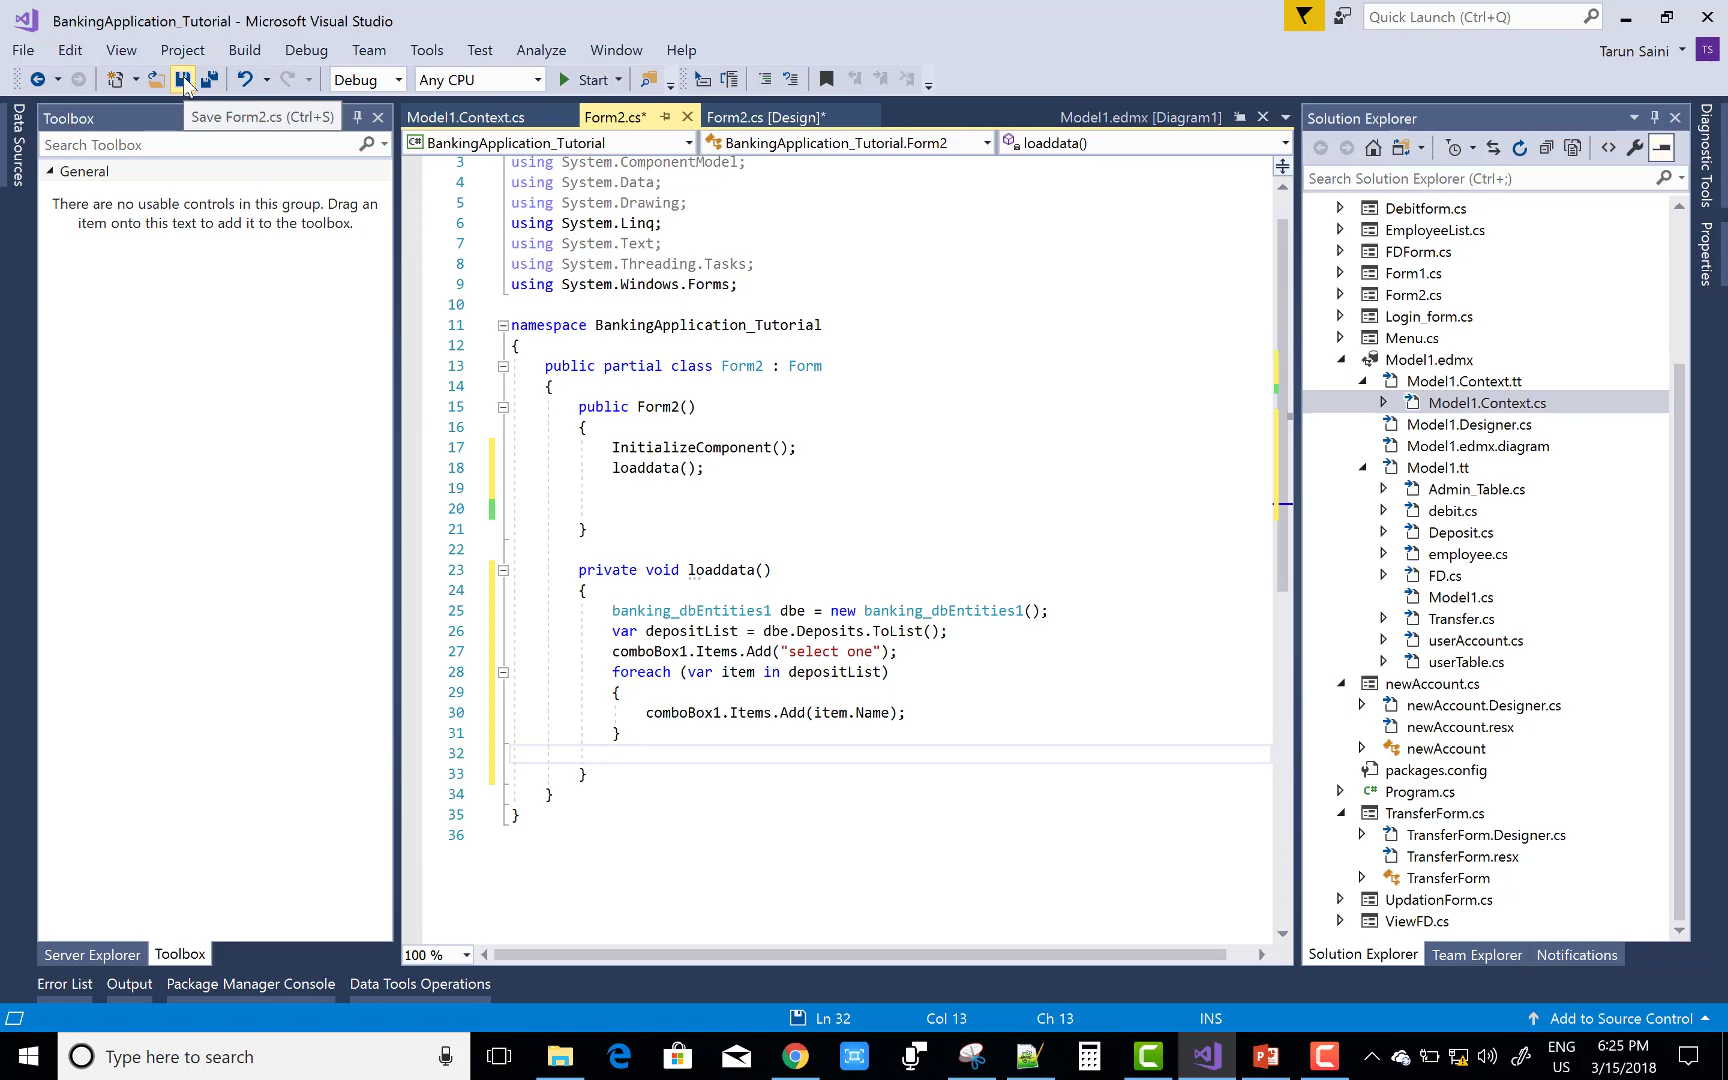 BankingApplication_Tutorial - Microsoft Visual Studio
Quick Launch (Ctrl+Q)
File Edit View Project Build Debug Team Tools Test Analyze Window Help
Tarun Saini
TS
Debug
Any CPU
Start
Data Sources
Toolbox
Save Form2.cs (Ctrl+S)
Search Toolbox
General
There are no usable controls in this group. Drag an
item onto this text to add it to the toolbox.
Server Explorer
Toolbox
Model1.Context.cs
Form2.cs*
Form2.cs [Design]*
Model1.edmx [Diagram1]
BankingApplication_Tutorial
BankingApplication_Tutorial.Form2
loaddata()
3 using System.ComponentModel;
4 using System.Data;
5 using System.Drawing;
6 using System.Linq;
7 using System.Text;
8 using System.Threading.Tasks;
9 using System.Windows.Forms;
10
11 namespace BankingApplication_Tutorial
12 {
13 public partial class Form2 : Form
14 {
15 public Form2()
16 {
17 InitializeComponent();
18 loaddata();
19
20
21 }
22
23 private void loaddata()
24 {
25 banking_dbEntities1 dbe = new banking_dbEntities1();
26 var depositList = dbe.Deposits.ToList();
27 comboBox1.Items.Add("select one");
28 foreach (var item in depositList)
29 {
30 comboBox1.Items.Add(item.Name);
31 }
32
33 }
34 }
35 }
36
100 %
Solution Explorer
Search Solution Explorer (Ctrl+;)
Debitform.cs
EmployeeList.cs
FDForm.cs
Form1.cs
Form2.cs
Login_form.cs
Menu.cs
Model1.edmx
Model1.Context.tt
Model1.Context.cs
Model1.Designer.cs
Model1.edmx.diagram
Model1.tt
Admin_Table.cs
debit.cs
Deposit.cs
employee.cs
FD.cs
Model1.cs
Transfer.cs
userAccount.cs
userTable.cs
newAccount.cs
newAccount.Designer.cs
newAccount.resx
newAccount
packages.config
C# Program.cs
TransferForm.cs
TransferForm.Designer.cs
TransferForm.resx
TransferForm
UpdationForm.cs
ViewFD.cs
Solution Explorer Team Explorer Notifications
Diagnostic Tools
Properties
Error List Output Package Manager Console Data Tools Operations
Ln 32 Col 13 Ch 13 INS
Add to Source Control
Type here to search
ENG
US
6:25 PM
3/15/2018